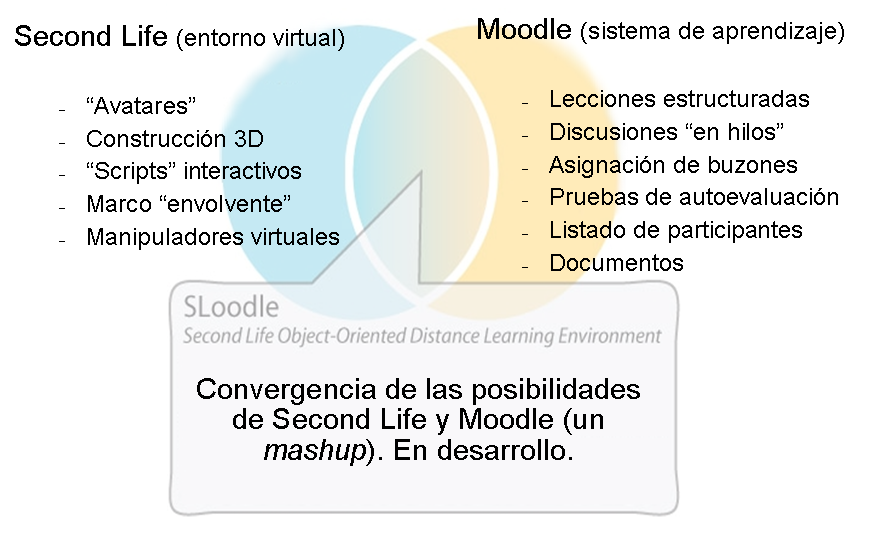 Second Life (entorno virtual)
- “Avatares”
- Construcción 3D
- “Scripts” interactivos
- Marco “envolvente”
- Manipuladores virtuales
Moodle (sistema de aprendizaje)
- Lecciones estructuradas
- Discusiones “en hilos”
- Asignación de buzones
- Pruebas de autoevaluación
- Listado de participantes
- Documentos
SLoodle
Second Life Object-Oriented Distance Learning Environment
Convergencia de las posibilidades
de Second Life y Moodle (un
mashup). En desarrollo.